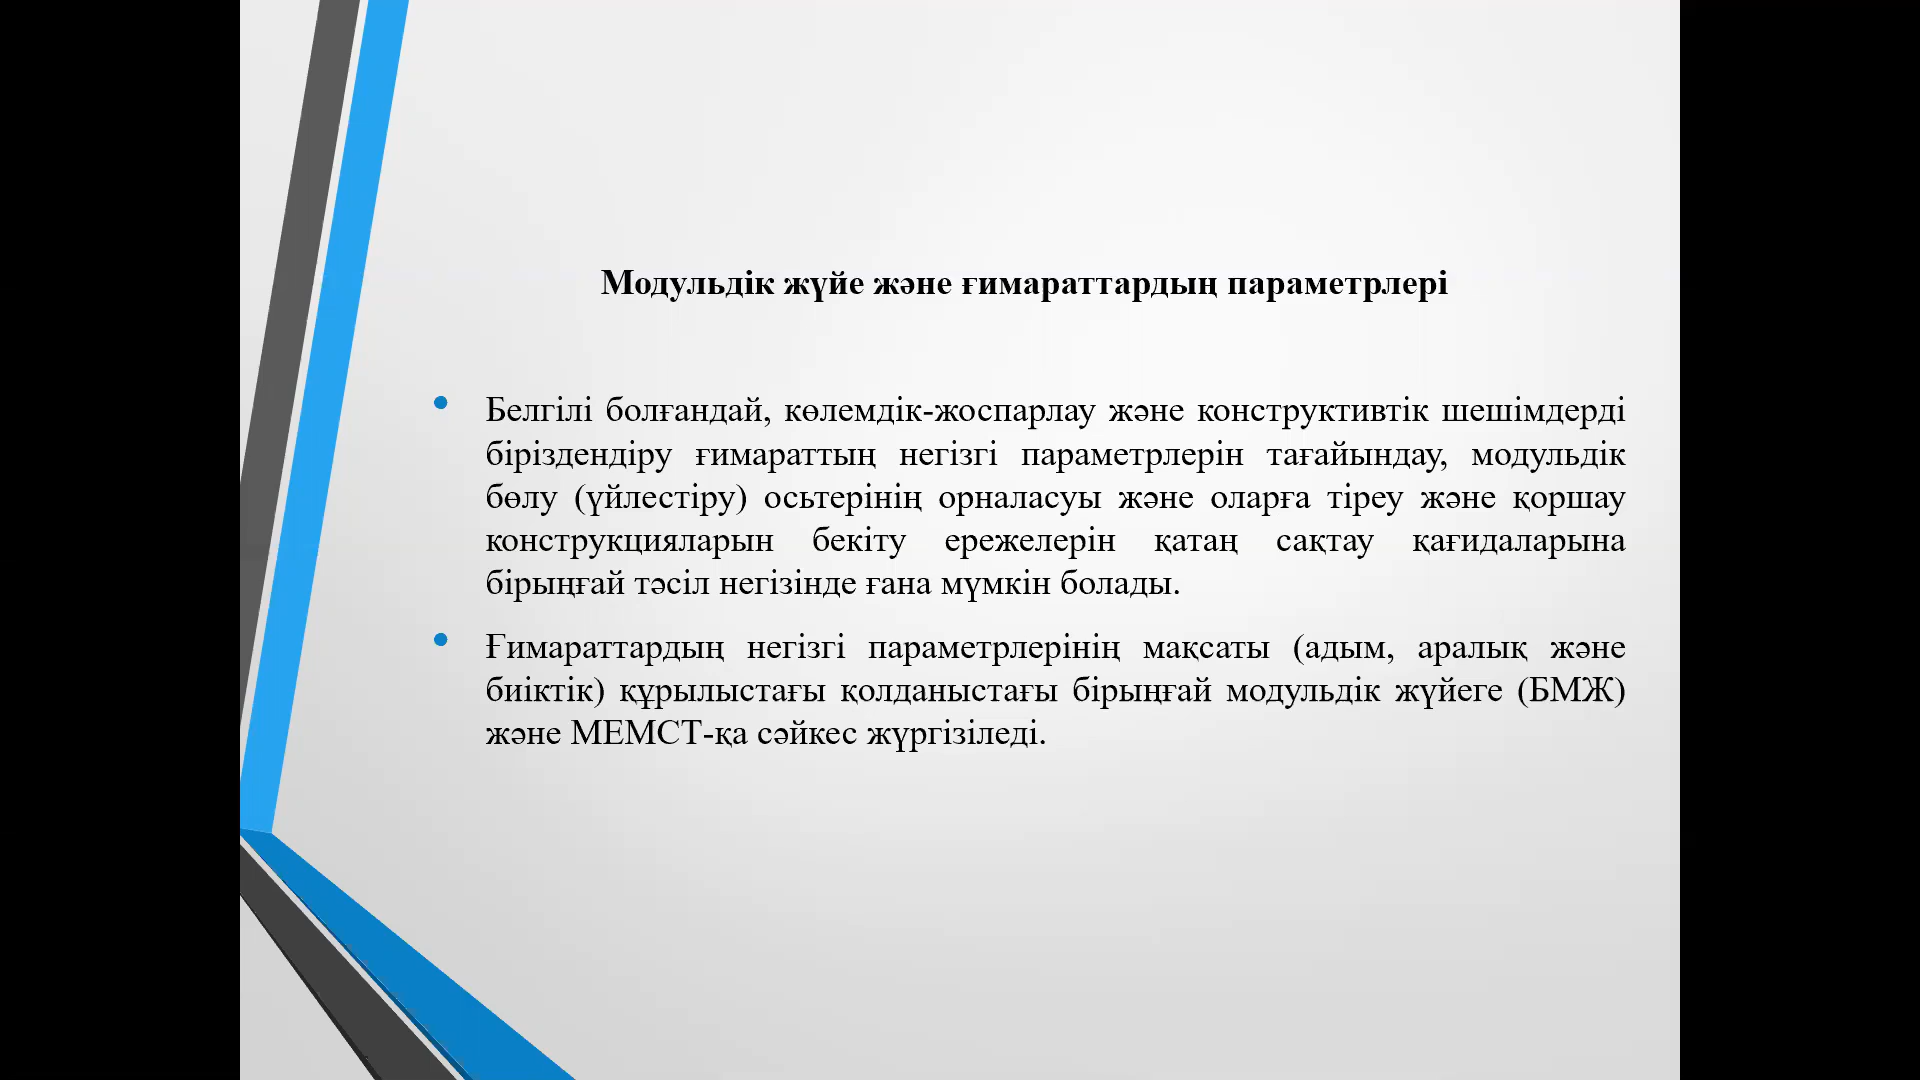 Модульдік жүйе және ғимараттардың параметрлері
Белгілі болғандай, көлемдік-жоспарлау және конструктивтік шешімдерді
біріздендіру ғимараттың негізгі параметрлерін тағайындау, модульдік
бөлу (үйлестіру) осьтерінің орналасуы және оларға тіреу және қоршау
конструкцияларын бекіту ережелерін қатаң сақтау қағидаларына
бірыңғай тәсіл негізінде ғана мүмкін болады.
Ғимараттардың негізгі параметрлерінің мақсаты (адым, аралық және
биіктік) құрылыстағы қолданыстағы бірыңғай модульдік жүйеге (БМЖ)
және МЕМСТ-қа сәйкес жүргізіледі.